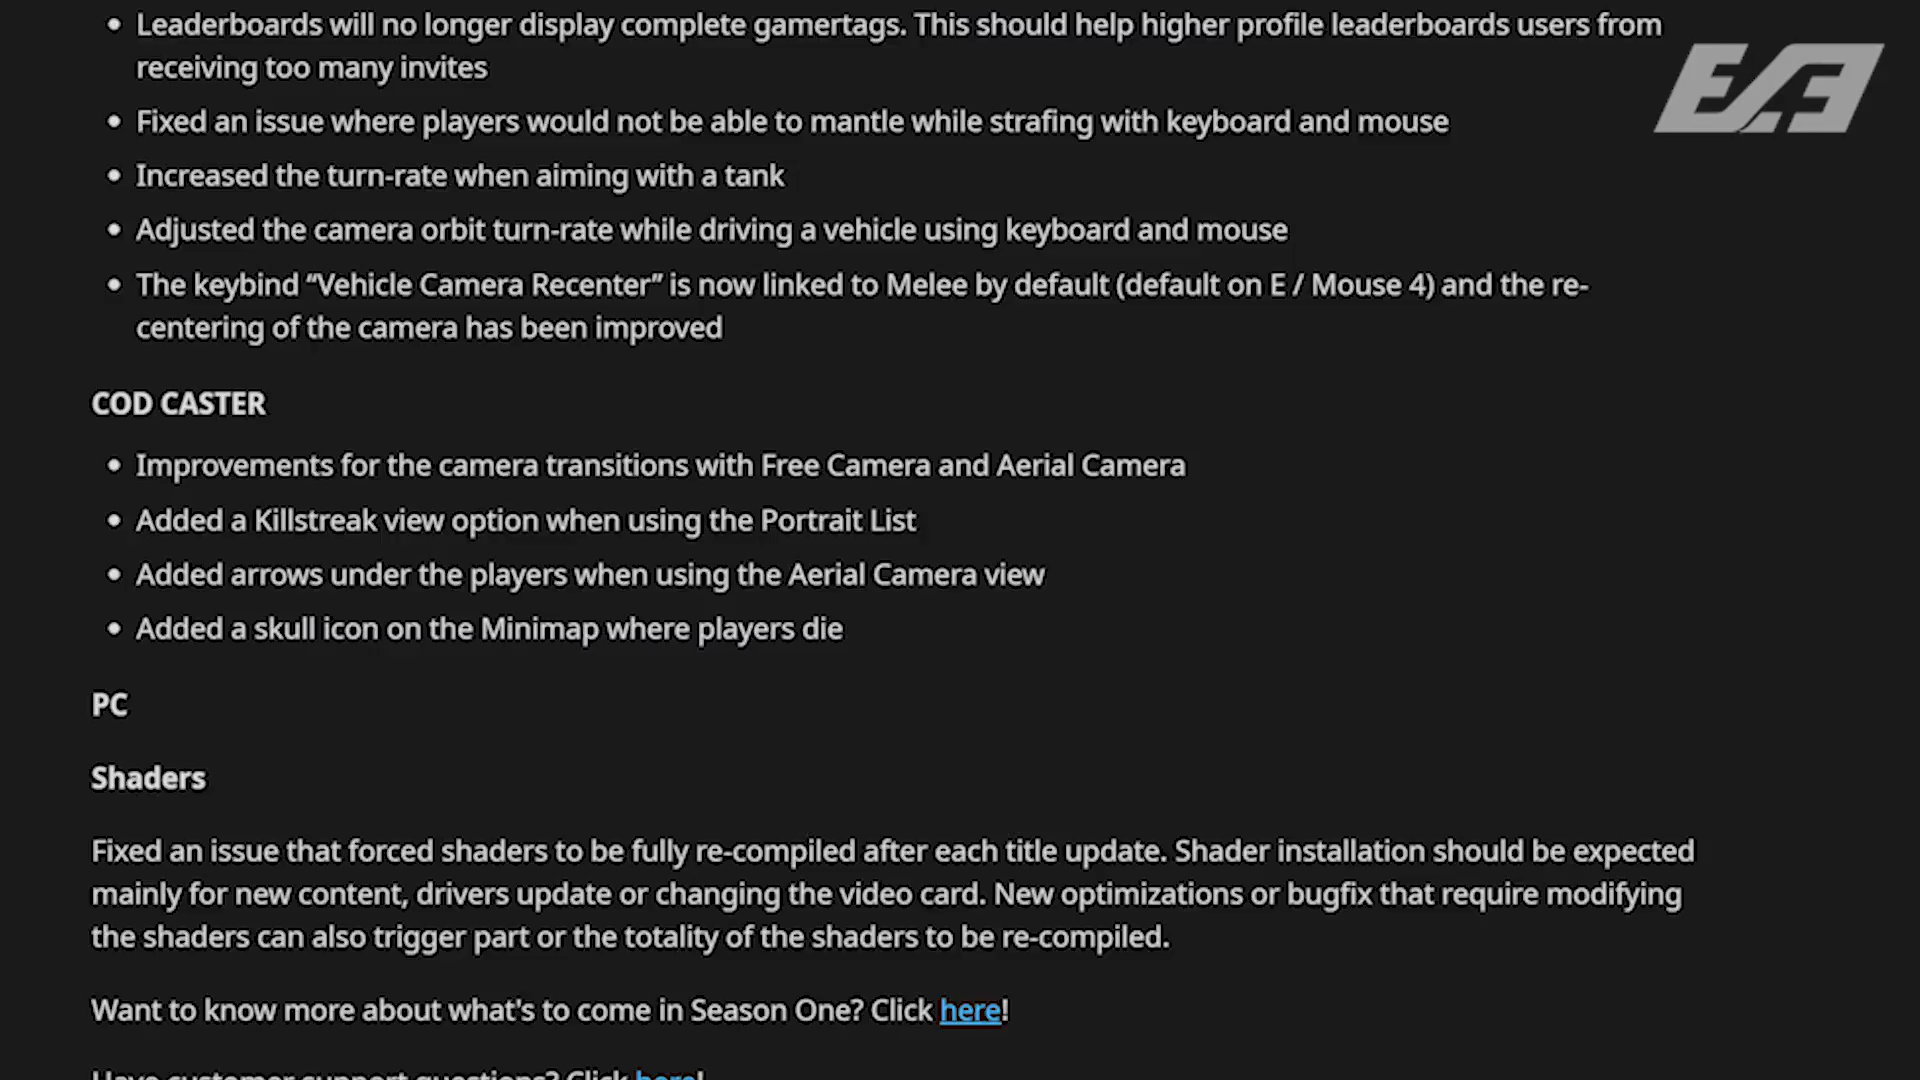 Leaderboards will no longer display complete gamertags. This should help higher profile leaderboards users from
receiving too many invites
Fixed an issue where players would not be able to mantle while strafing with keyboard and mouse
Increased the turn-rate when aiming with a tank
Adjusted the camera orbit turn-rate while driving a vehicle using keyboard and mouse
The keybind “Vehicle Camera Recenter” is now linked to Melee by default (default on E / Mouse 4) and the re-
centering of the camera has been improved
COD CASTER
Improvements for the camera transitions with Free Camera and Aerial Camera
Added a Killstreak view option when using the Portrait List
Added arrows under the players when using the Aerial Camera view
Added a skull icon on the Minimap where players die
PC
Shaders
Fixed an issue that forced shaders to be fully re-compiled after each title update. Shader installation should be expected
mainly for new content, drivers update or changing the video card. New optimizations or bugfix that require modifying
the shaders can also trigger part or the totality of the shaders to be re-compiled.
Want to know more about what's to come in Season One? Click here!
Have customer support questions? Click here!